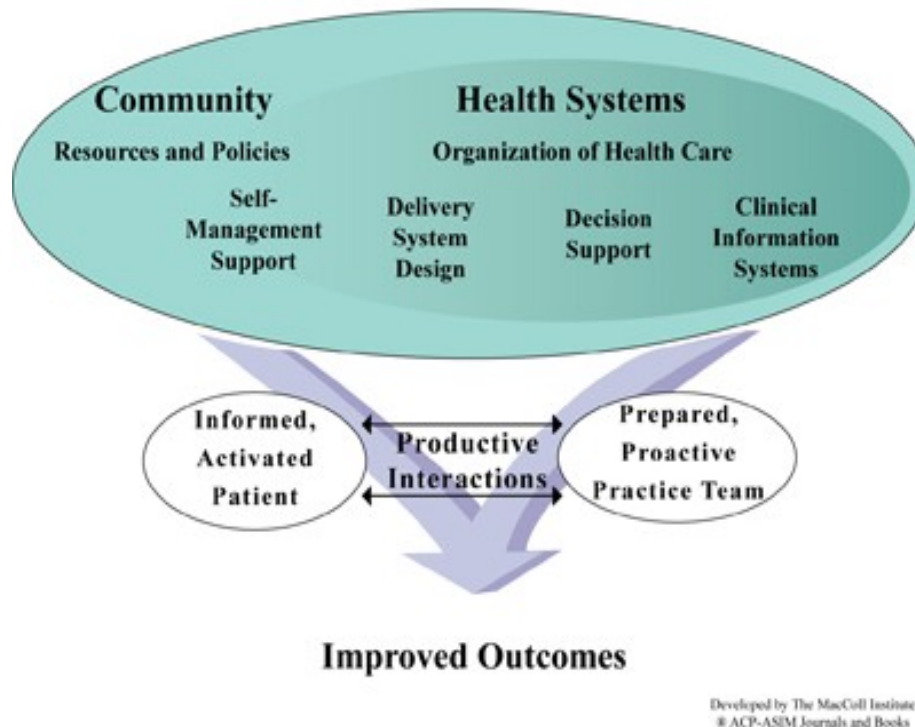 Community
Health Systems
Resources and Policies
Organization of Health Care
Self-
Management
Support
Delivery
System
Design
Decision
Support
Clinical
Information
Systems
Informed,
Activated
Patient
Productive
Interactions
Prepared,
Proactive
Practice Team
Improved Outcomes
Developed by The MacColl Institute
® ACP-ASIM Journals and Books.